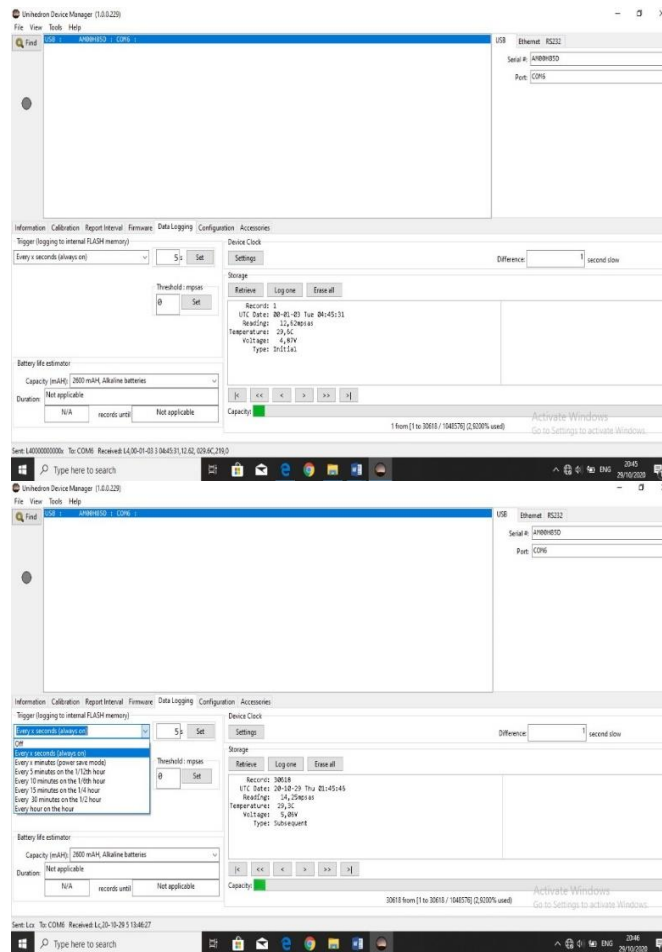 Unihedron Device Manager (1.0.0.229)
File View Tools Help
Find
USB : AM00H85D : COM6 :
USB Ethernet RS232
Serial #: AM00H85D
Port: COM6
Information Calibration Report Interval Firmware Data Logging Configuration Accessories
Trigger (logging to internal FLASH memory)
Every x seconds (always on)
5 s Set
Threshold : mpsas
0 Set
Battery life estimator
Capacity (mAH): 2600 mAH, Alkaline batteries
Duration: Not applicable
N/A records until Not applicable
Device Clock
Settings
Difference: 1 second slow
Storage
Retrieve Log one Erase all
Record: 1
UTC Date: 00-01-03 Tue 04:45:31
Reading: 12,62mpsas
Temperature: 29,6C
Voltage: 4,87V
Type: Initial
|< << < > >> >|
Capacity:
1 from [1 to 30618 / 1048576] (2,9200% used)
Activate Windows
Go to Settings to activate Windows.
Sent: L40000000000x To: COM6 Received: L4,00-01-03 3 04:45:31,12.62, 029.6C,219,0
Type here to search
ENG
20:45
29/10/2020
Unihedron Device Manager (1.0.0.229)
File View Tools Help
Find
USB : AM00H85D : COM6 :
USB Ethernet RS232
Serial #: AM00H85D
Port: COM6
Information Calibration Report Interval Firmware Data Logging Configuration Accessories
Trigger (logging to internal FLASH memory)
Every x seconds (always on)
5 s Set
Off
Every x seconds (always on)
Every x minutes (power save mode)
Every 5 minutes on the 1/12th hour
Every 10 minutes on the 1/6th hour
Every 15 minutes on the 1/4 hour
Every 30 minutes on the 1/2 hour
Every hour on the hour
Threshold : mpsas
0 Set
Battery life estimator
Capacity (mAH): 2600 mAH, Alkaline batteries
Duration: Not applicable
N/A records until Not applicable
Device Clock
Settings
Difference: 1 second slow
Storage
Retrieve Log one Erase all
Record: 30618
UTC Date: 20-10-29 Thu 01:45:46
Reading: 14,25mpsas
Temperature: 29,3C
Voltage: 5,06V
Type: Subsequent
|< << < > >> >|
Capacity:
30618 from [1 to 30618 / 1048576] (2,9200% used)
Activate Windows
Go to Settings to activate Windows.
Sent: Lcx To: COM6 Received: Lc,20-10-29 5 13:46:27
Type here to search
ENG
20:46
29/10/2020